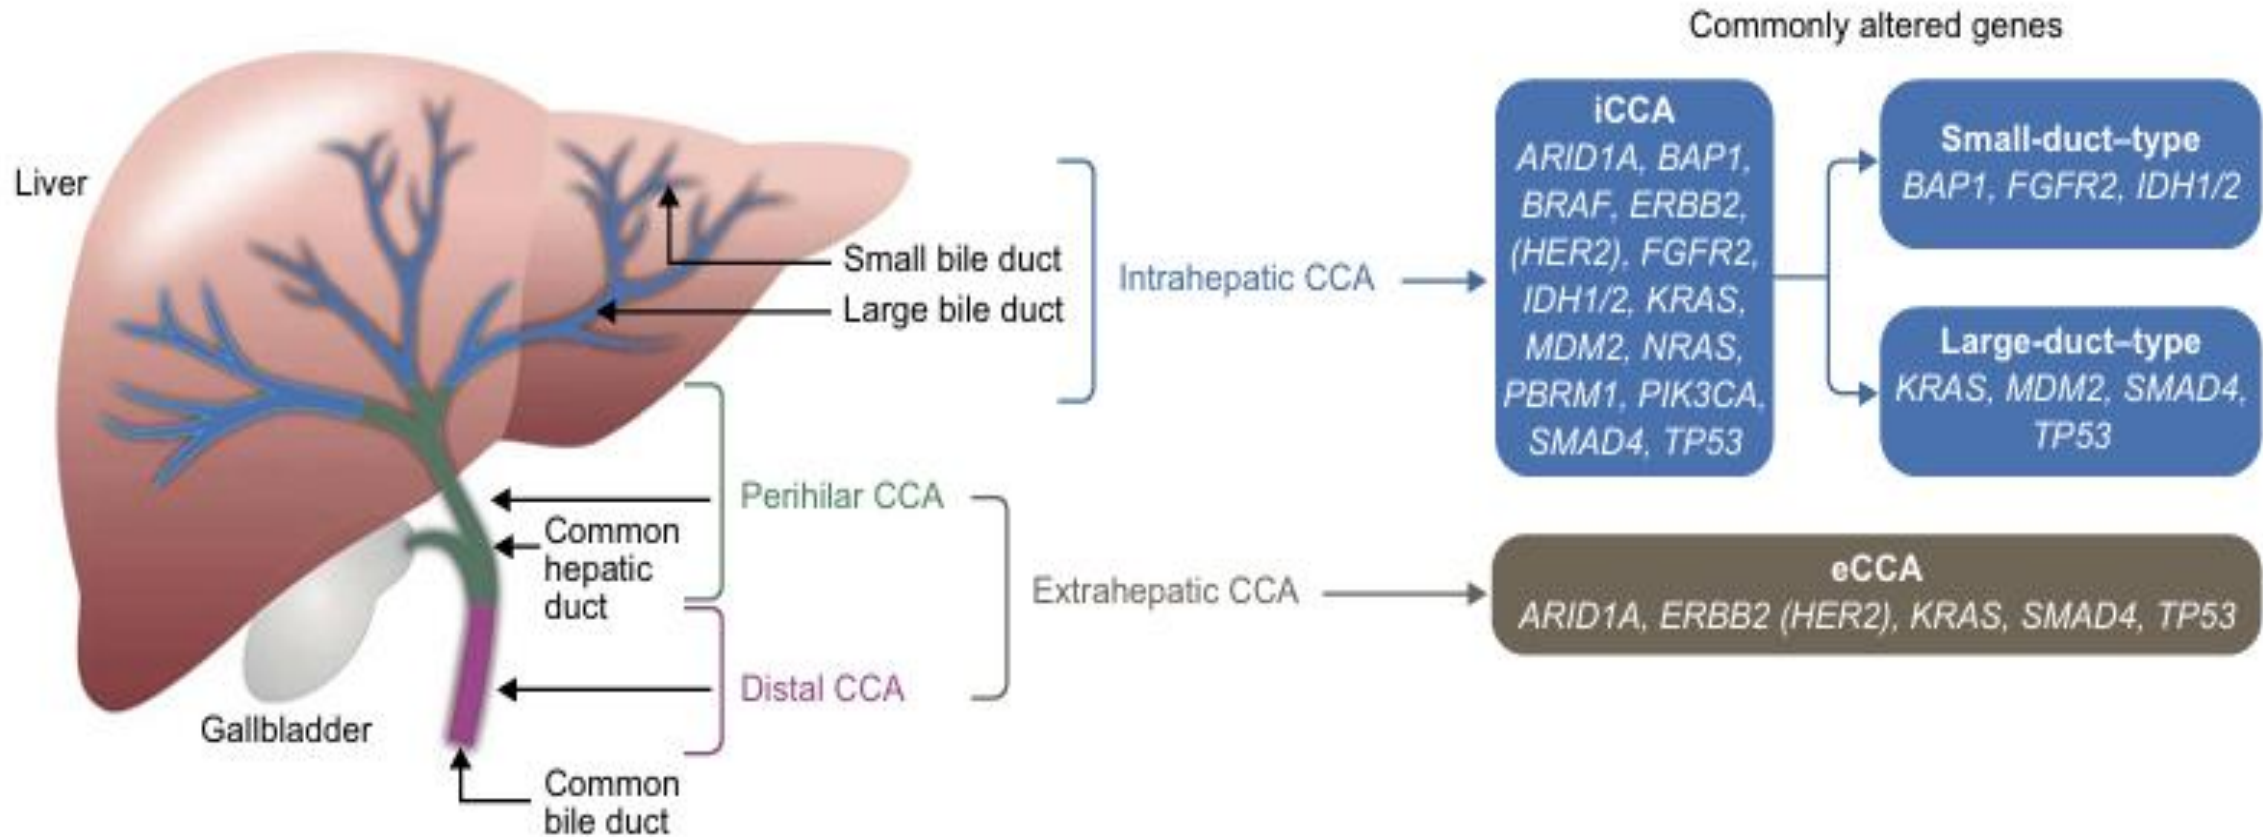 Commonly altered genes
Liver
Small bile duct
Large bile duct
Intrahepatic CCA
iCCA
ARID1A, BAP1,
BRAF, ERBB2,
(HER2), FGFR2,
IDH1/2, KRAS,
MDM2, NRAS,
PBRM1, PIK3CA,
SMAD4, TP53
Small-duct–type
BAP1, FGFR2, IDH1/2
Large-duct–type
KRAS, MDM2, SMAD4,
TP53
Perihilar CCA
Common
hepatic
duct
Extrahepatic CCA
eCCA
ARID1A, ERBB2 (HER2), KRAS, SMAD4, TP53
Distal CCA
Gallbladder
Common
bile duct